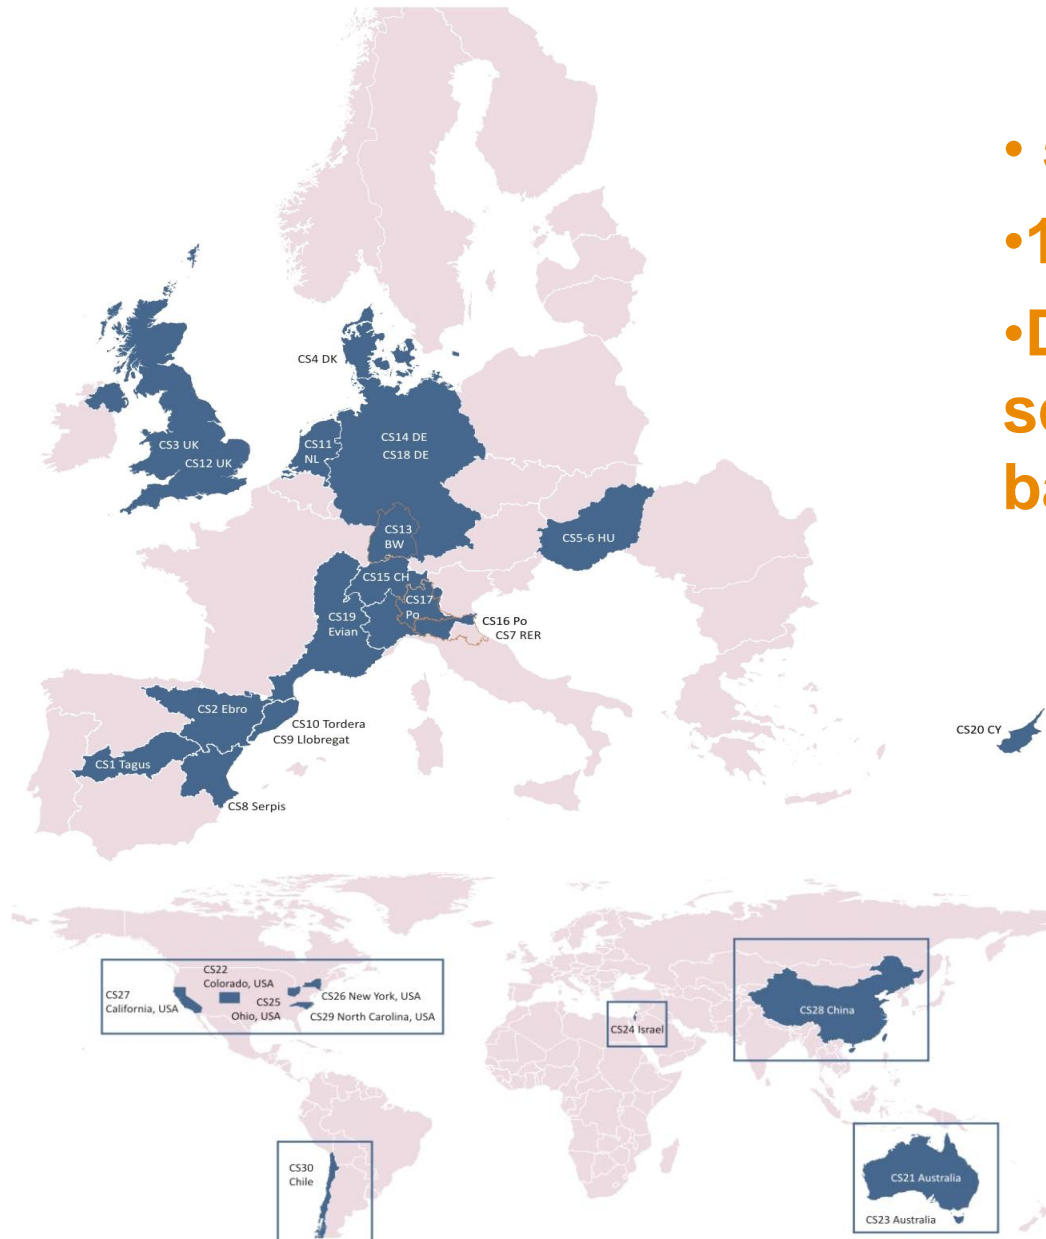 •
•1
•D
so
ba
CS4 DK
CS3 UK
CS12 UK
CS11
NL
CS14 DE
CS18 DE
CS13
BW
CS5-6 HU
CS15 CH
CS17
Po
CS19
Evian
CS16 Po
CS7 RER
CS2 Ebro
CS10 Tordera
CS9 Llobregat
CS1 Tagus
CS8 Serpis
CS20 CY
CS22
Colorado, USA
CS27
California, USA
CS25
Ohio, USA
CS26 New York, USA
CS29 North Carolina, USA
CS24 Israel
CS28 China
CS30
Chile
CS21 Australia
CS23 Australia